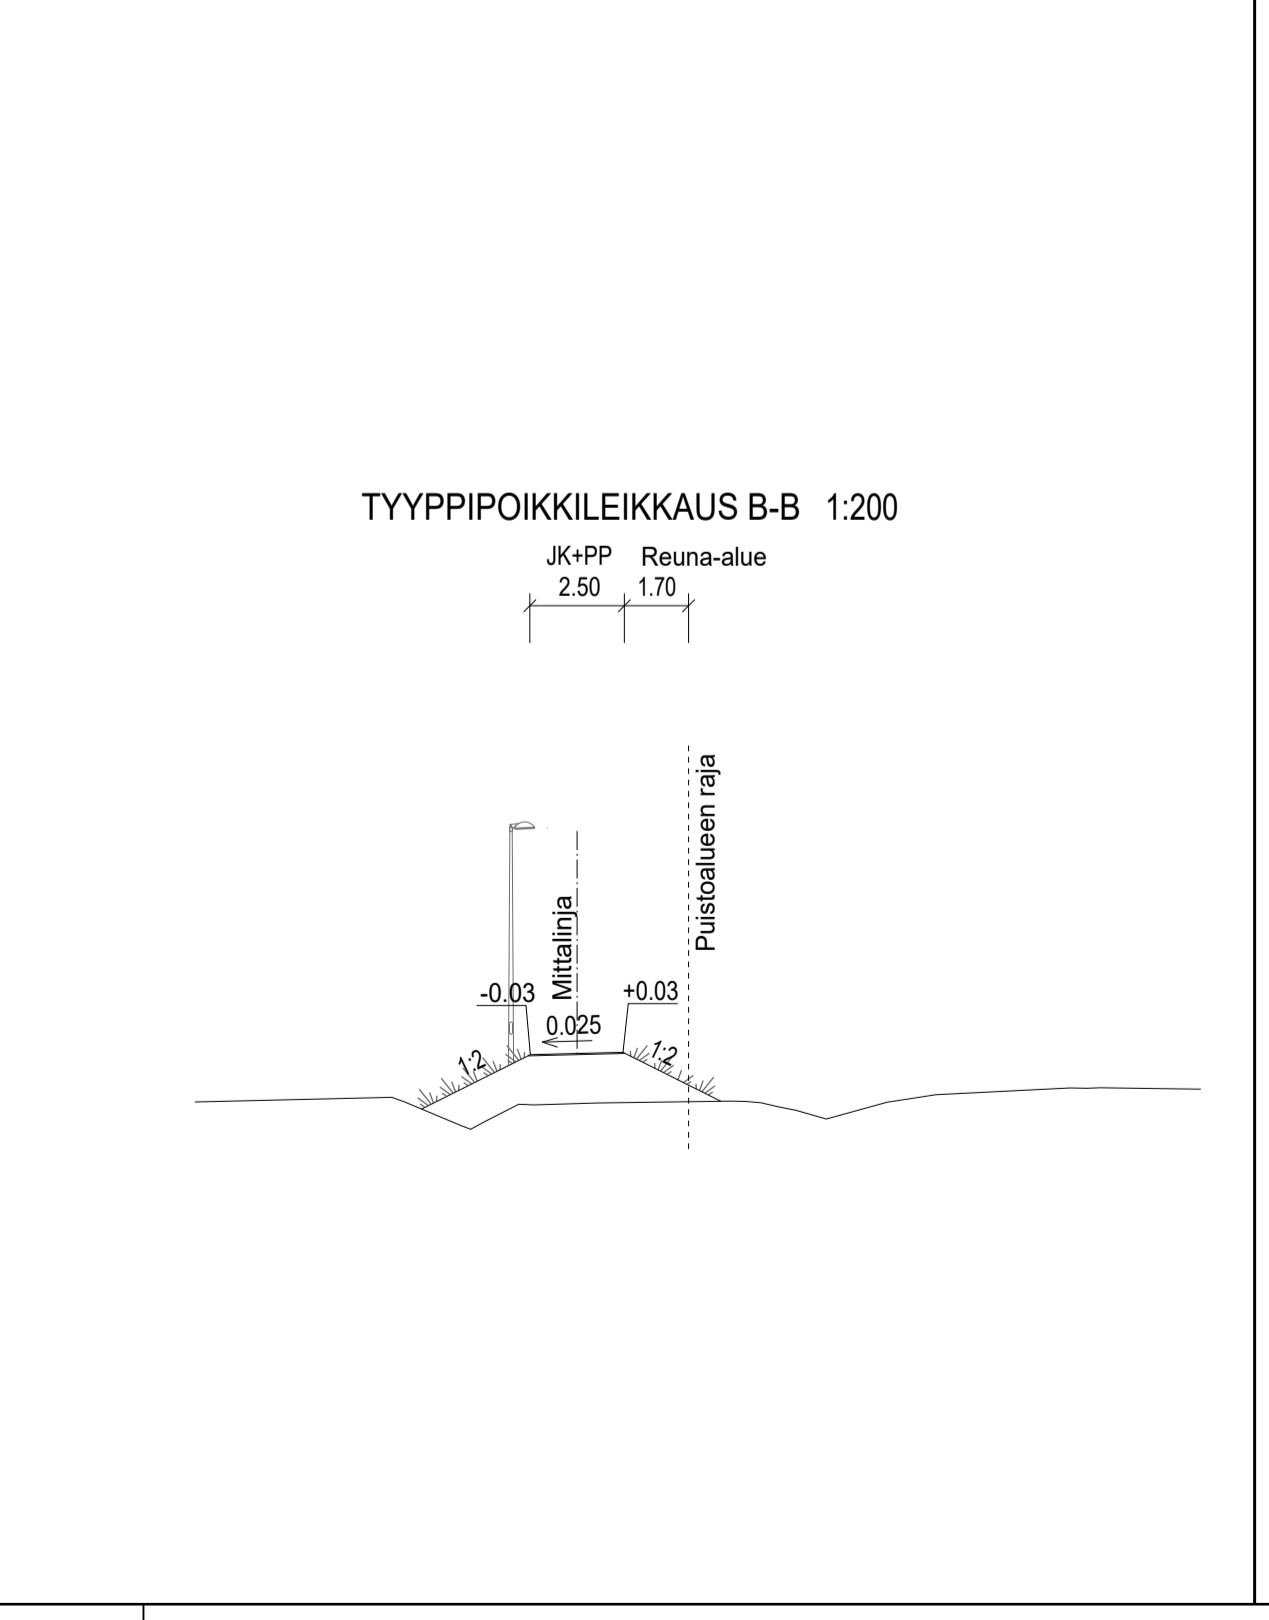 TYYPPIPOIKKILEIKKAUS B-B 1:200
JK+PP Reuna-alue
2.50 1.70
Puistoalueen raja
Mittalinja
-0.03 +0.03
0.025
1:2 1:2